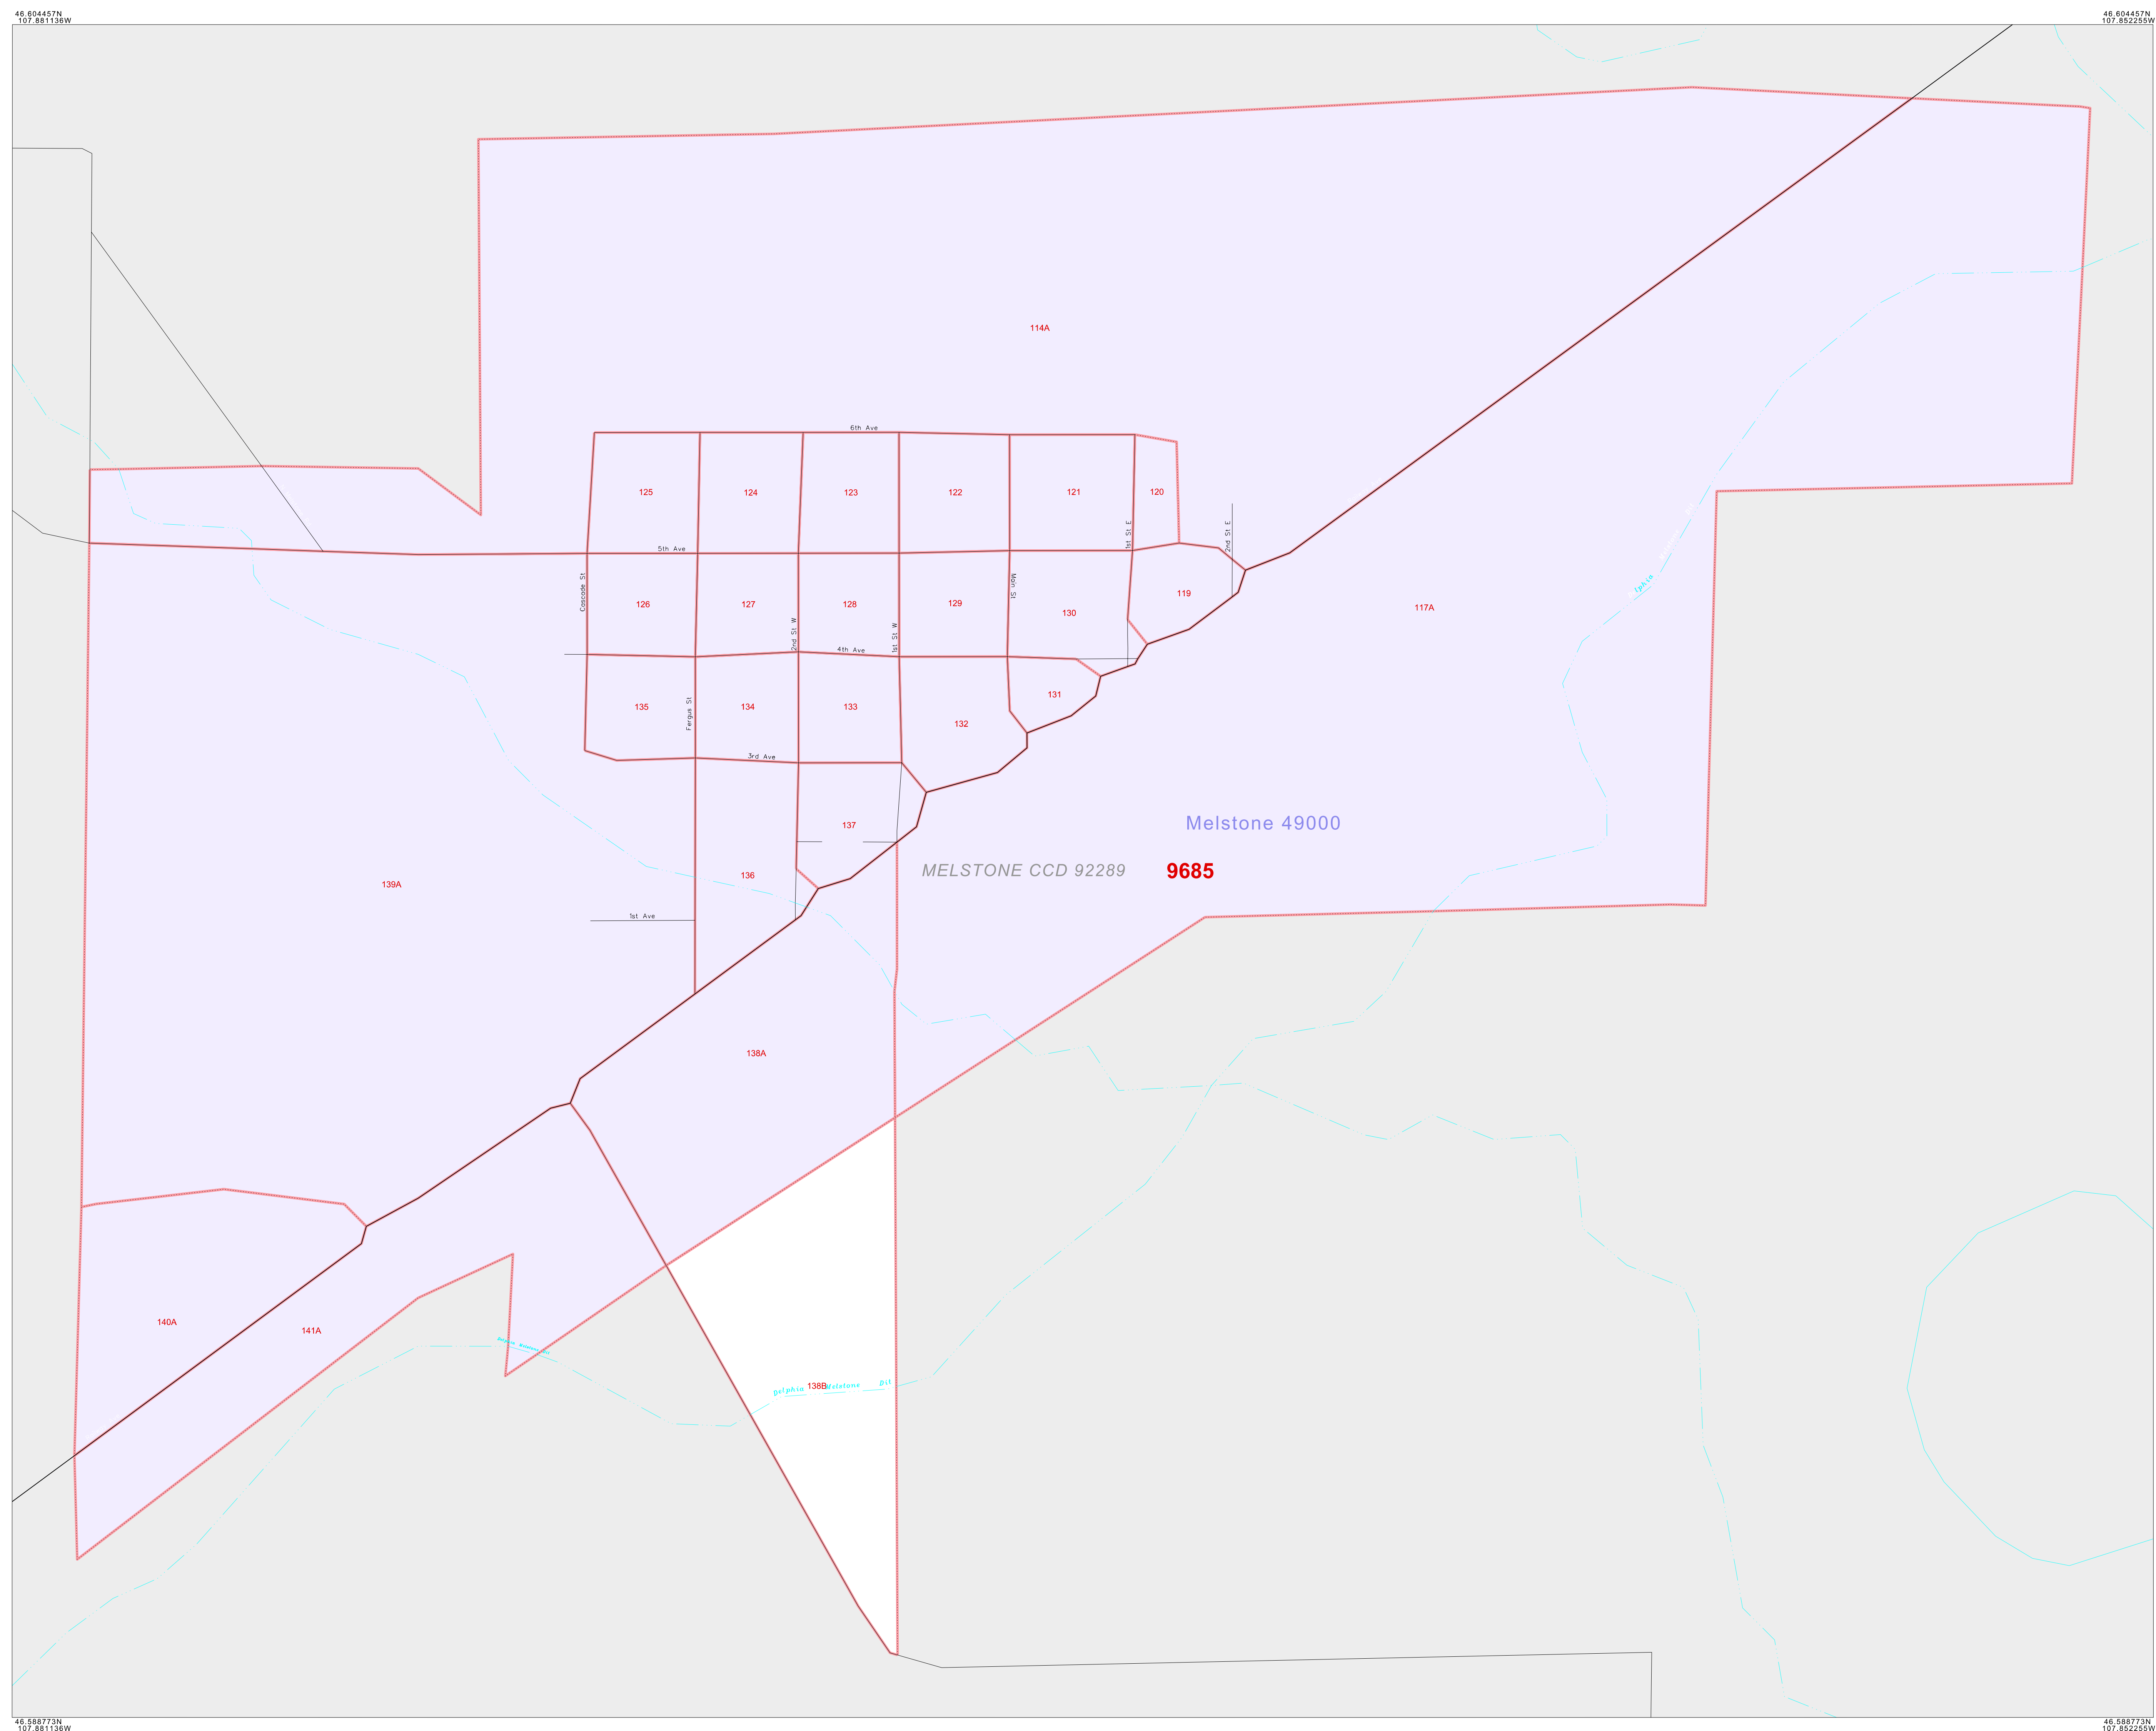 46.604457N
107.881136W
46.604457N
107.852255W
114A
6th Ave
125
124
123
122
121
120
1st St E
2nd St E
5th Ave
Cascade St
126
127
2nd St W
128
1st St W
129
Main St
130
119
117A
4th Ave
135
Fergus St
134
133
132
131
3rd Ave
137
Melstone 49000
MELSTONE CCD 92289
9685
139A
136
1st Ave
138A
140A
141A
138B
Delphia Melstone Dit
46.588773N
107.881136W
46.588773N
107.852255W